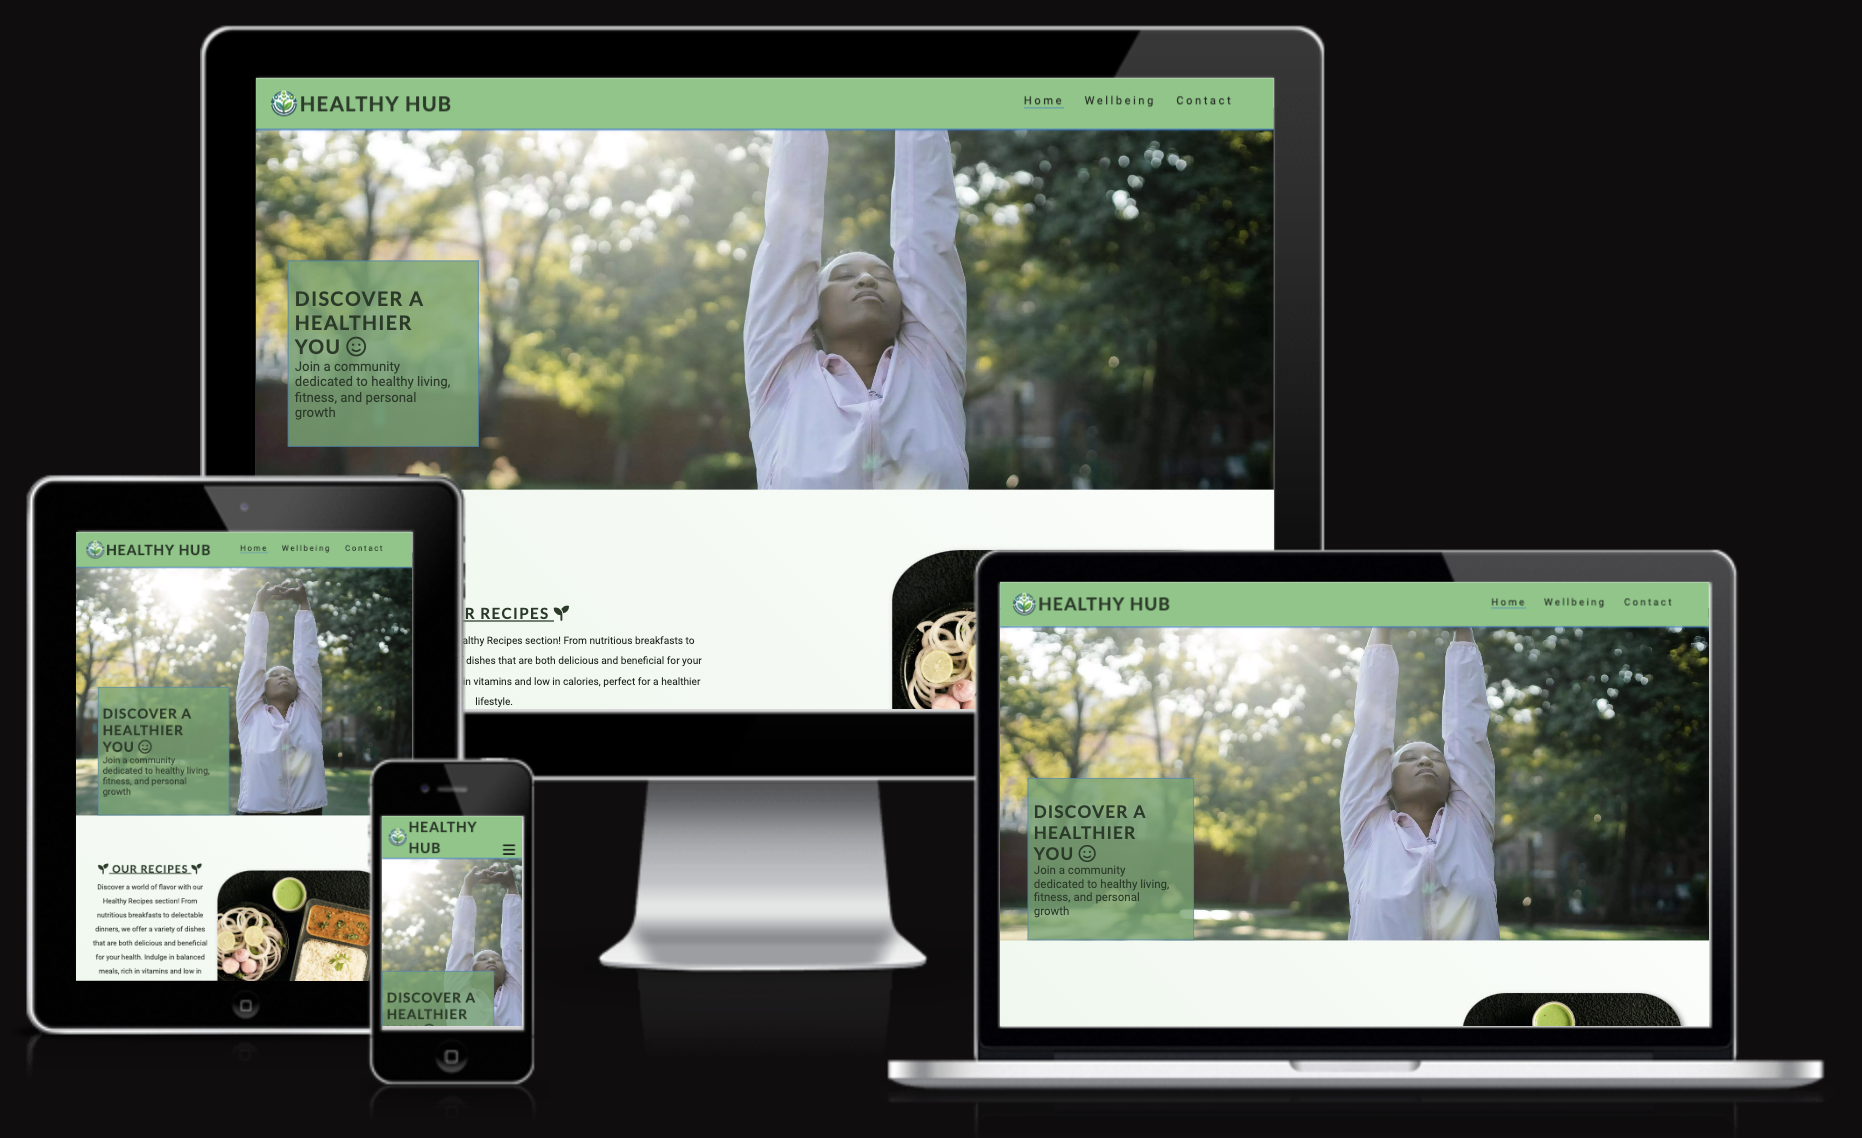 HEALTHY HUB
Home Wellbeing Contact
DISCOVER A
HEALTHIER
YOU
Join a community
dedicated to healthy living,
fitness, and personal
growth
R RECIPES
althy Recipes section! From nutritious breakfasts to
dishes that are both delicious and beneficial for your
in vitamins and low in calories, perfect for a healthier
lifestyle.
HEALTHY HUB
Home Wellbeing Contact
DISCOVER A
HEALTHIER
YOU
Join a community
dedicated to healthy living,
fitness, and personal
growth
OUR RECIPES
Discover a world of flavor with our
Healthy Recipes section! From
nutritious breakfasts to delectable
dinners, we offer a variety of dishes
that are both delicious and beneficial
for your health. Indulge in balanced
meals, rich in vitamins and low in
HEALTHY
HUB
DISCOVER A
HEALTHIER
HEALTHY HUB
Home Wellbeing Contact
DISCOVER A
HEALTHIER
YOU
Join a community
dedicated to healthy living,
fitness, and personal
growth